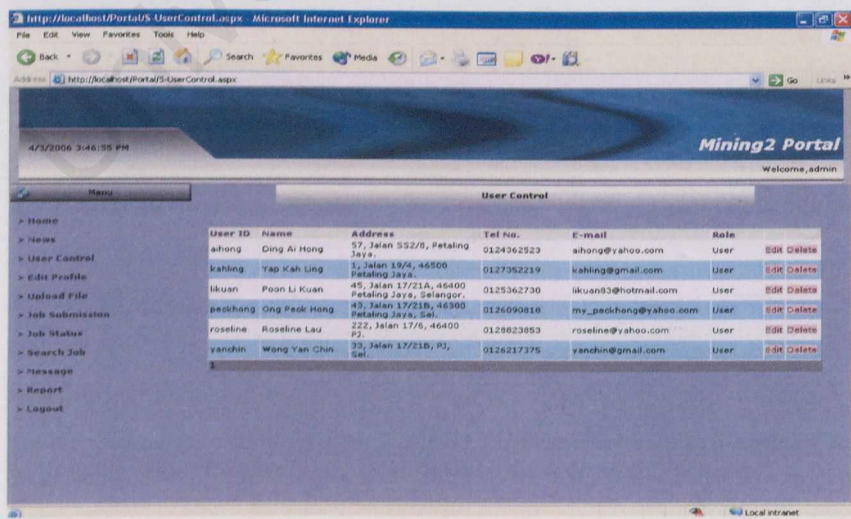 http://localhost/Portal/5-UserControl.aspx - Microsoft Internet Explorer
File Edit View Favorites Tools Help
Back Search Favorites Media
Address http://localhost/Portal/5-UserControl.aspx Go Links
4/3/2006 3:46:55 PM
Mining2 Portal
Welcome,admin
Menu
User Control
> Home
> News
> User Control
> Edit Profile
> Upload File
> Job Submission
> Job Status
> Search Job
> Message
> Report
> Logout
User ID Name Address Tel No. E-mail Role
aihong Ding Ai Hong 57, Jalan SS2/8, Petaling Jaya. 0124362523 aihong@yahoo.com User Edit Delete
kahling Yap Kah Ling 1, Jalan 19/4, 46500 Petaling Jaya. 0127352219 kahling@gmail.com User Edit Delete
likuan Poon Li Kuan 45, Jalan 17/21A, 46400 Petaling Jaya, Selangor. 0125362730 likuan83@hotmail.com User Edit Delete
peckhong Ong Peck Hong 43, Jalan 17/21B, 46300 Petaling Jaya, Sel. 0126090818 my_peckhong@yahoo.com User Edit Delete
roseline Roseline Lau 222, Jalan 17/6, 46400 PJ. 0128823853 roseline@yahoo.com User Edit Delete
yanchin Wong Yan Chin 33, Jalan 17/21B, PJ, Sel. 0126217375 yanchin@gmail.com User Edit Delete
1
Local intranet